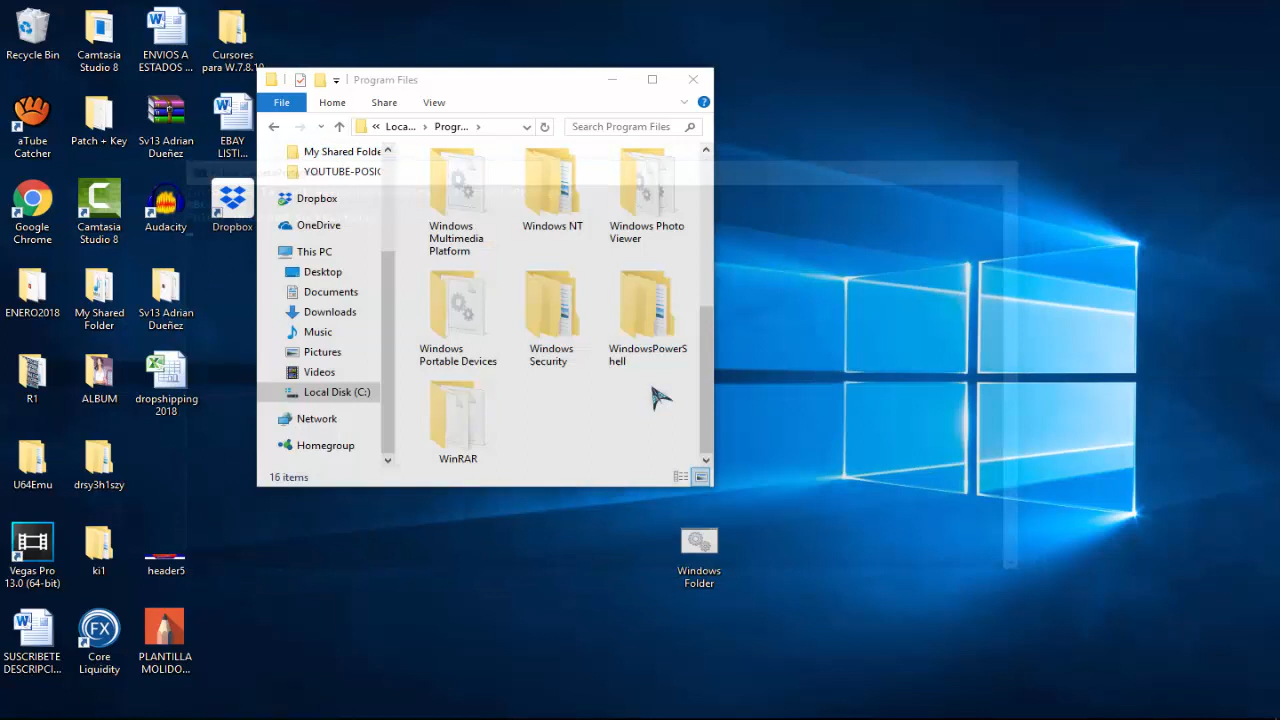 Recycle Bin
Camtasia
Studio 8
ENVIOS A
ESTADOS ...
Cursores
para W.7.8.10
aTube
Catcher
Patch + Key
Sv13 Adrian
Dueñez
EBAY
LISTI...
Google
Chrome
Camtasia
Studio 8
Audacity
Dropbox
ENERO2018
My Shared
Folder
Sv13 Adrian
Dueñez
R1
ALBUM
dropshipping
2018
U64Emu
drsy3h1szy
Vegas Pro
13.0 (64-bit)
ki1
header5
SUSCRIBETE
DESCRIPCI...
Core
Liquidity
PLANTILLA
MOLIDO...
Program Files
File
Home
Share
View
« Loca... › Progr... ›
Search Program Files
My Shared Folde
YOUTUBE-POSIC
Dropbox
OneDrive
This PC
Desktop
Documents
Downloads
Music
Pictures
Videos
Local Disk (C:)
Network
Homegroup
Windows
Multimedia
Platform
Windows NT
Windows Photo
Viewer
Windows
Portable Devices
Windows
Security
WindowsPowerS
hell
WinRAR
16 items
Windows
Folder